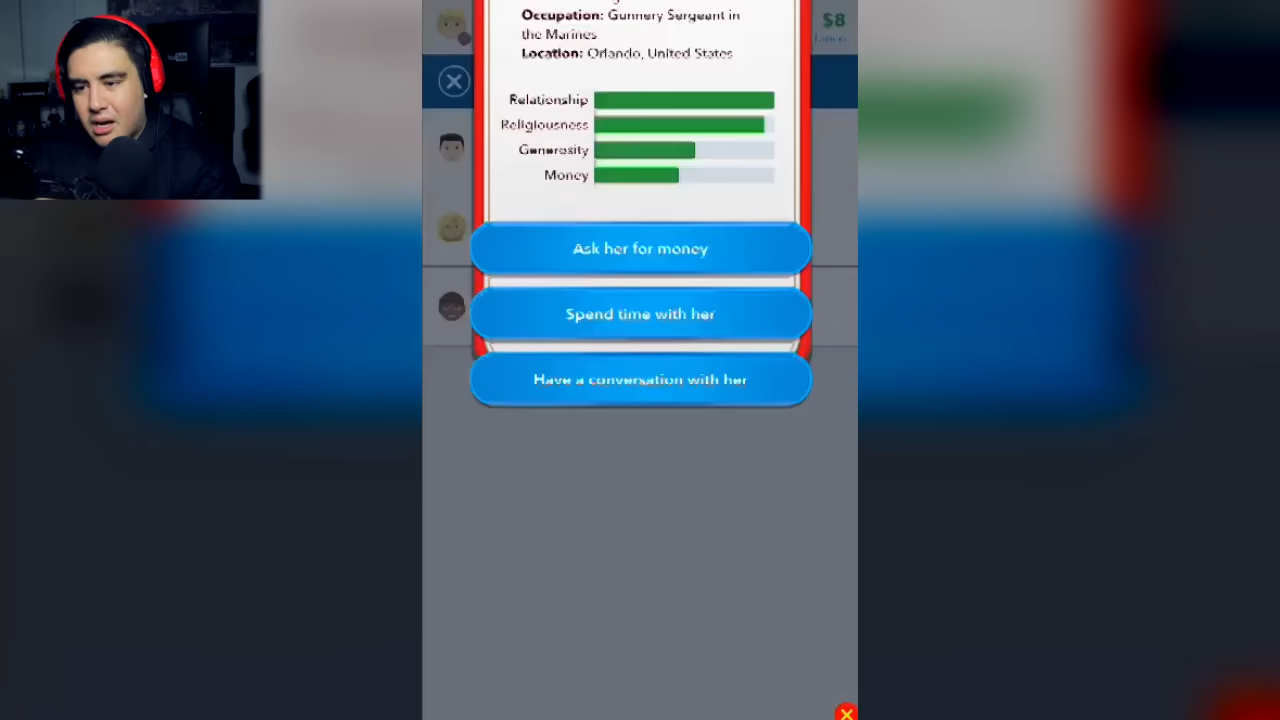 Occupation: Gunnery Sergeant in
the Marines
Location: Orlando, United States
$8
Relationship
Religiousness
Generosity
Money
Ask her for money
Spend time with her
Have a conversation with her